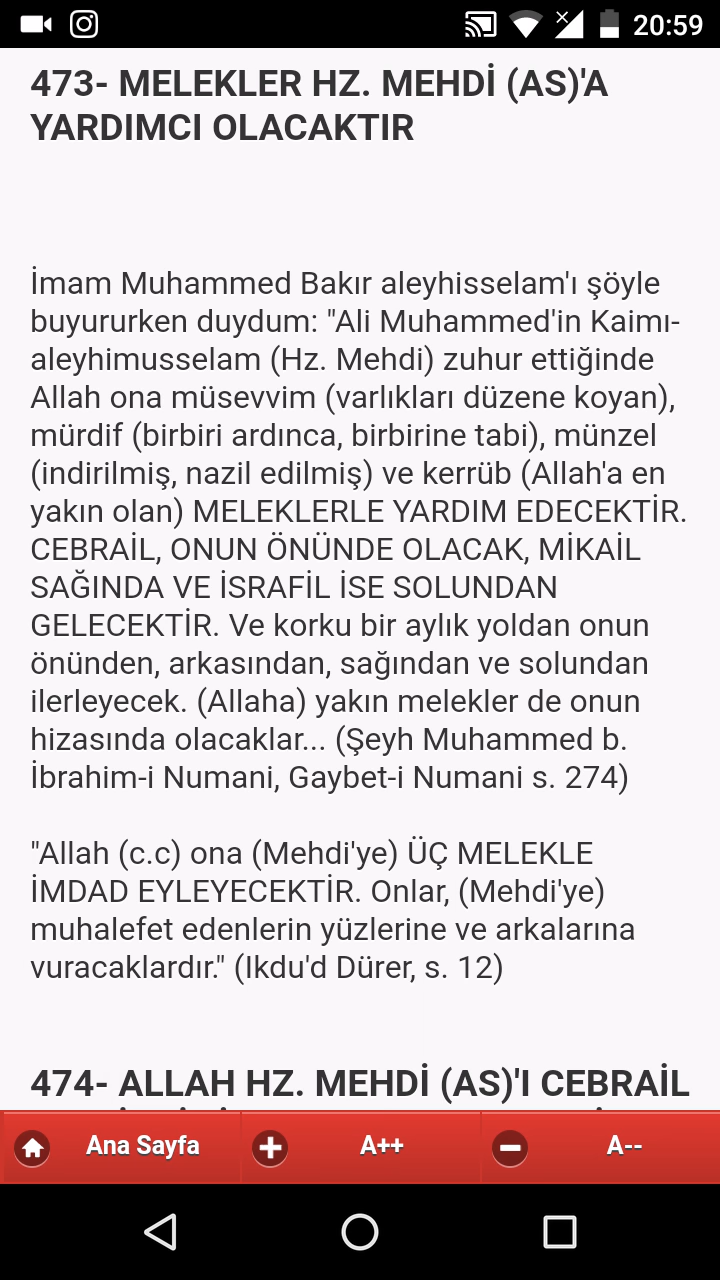 20:59
473- MELEKLER HZ. MEHDİ (AS)'A
YARDIMCI OLACAKTIR
İmam Muhammed Bakır aleyhisselam'ı şöyle
buyururken duydum: "Ali Muhammed'in Kaimı-
aleyhimusselam (Hz. Mehdi) zuhur ettiğinde
Allah ona müsevvim (varlıkları düzene koyan),
mürdif (birbiri ardınca, birbirine tabi), münzel
(indirilmiş, nazil edilmiş) ve kerrüb (Allah'a en
yakın olan) MELEKLERLE YARDIM EDECEKTİR.
CEBRAİL, ONUN ÖNÜNDE OLACAK, MİKAİL
SAĞINDA VE İSRAFİL İSE SOLUNDAN
GELECEKTİR. Ve korku bir aylık yoldan onun
önünden, arkasından, sağından ve solundan
ilerleyecek. (Allaha) yakın melekler de onun
hizasında olacaklar... (Şeyh Muhammed b.
İbrahim-i Numani, Gaybet-i Numani s. 274)
"Allah (c.c) ona (Mehdi'ye) ÜÇ MELEKLE
İMDAD EYLEYECEKTİR. Onlar, (Mehdi'ye)
muhalefet edenlerin yüzlerine ve arkalarına
vuracaklardır." (Ikdu'd Dürer, s. 12)
474- ALLAH HZ. MEHDİ (AS)'I CEBRAİL
Ana Sayfa
A++
A--